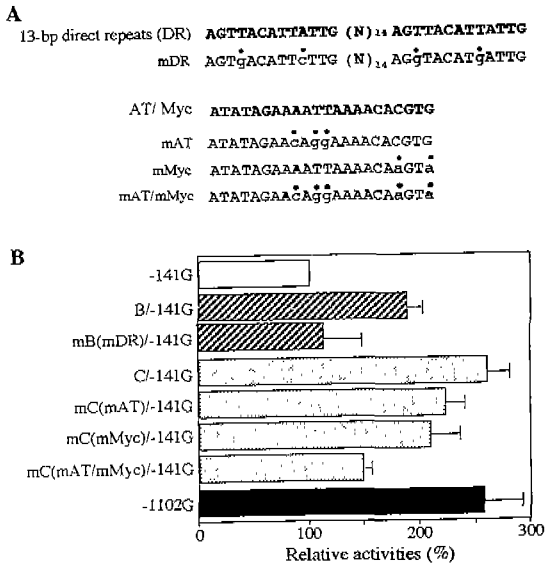 A
13-bp direct repeats (DR) AGTTACATTATTG (N)₁₄ AGTTACATTATTG
mDR AGTgACATTcTTG (N)₁₄ AGgTACATgATTG
AT/ Myc ATATAGAAAATTAAAACACGTG
mAT ATATAGAAcAggAAAACACGTG
mMyc ATATAGAAAATTAAAACAaGTa
mAT/mMyc ATATAGAAcAggAAAACAaGTa
B
-141G
B/-141G
mB(mDR)/-141G
C/-141G
mC(mAT)/-141G
mC(mMyc)/-141G
mC(mAT/mMyc)/-141G
-1102G
0 100 200 300
Relative activities (%)